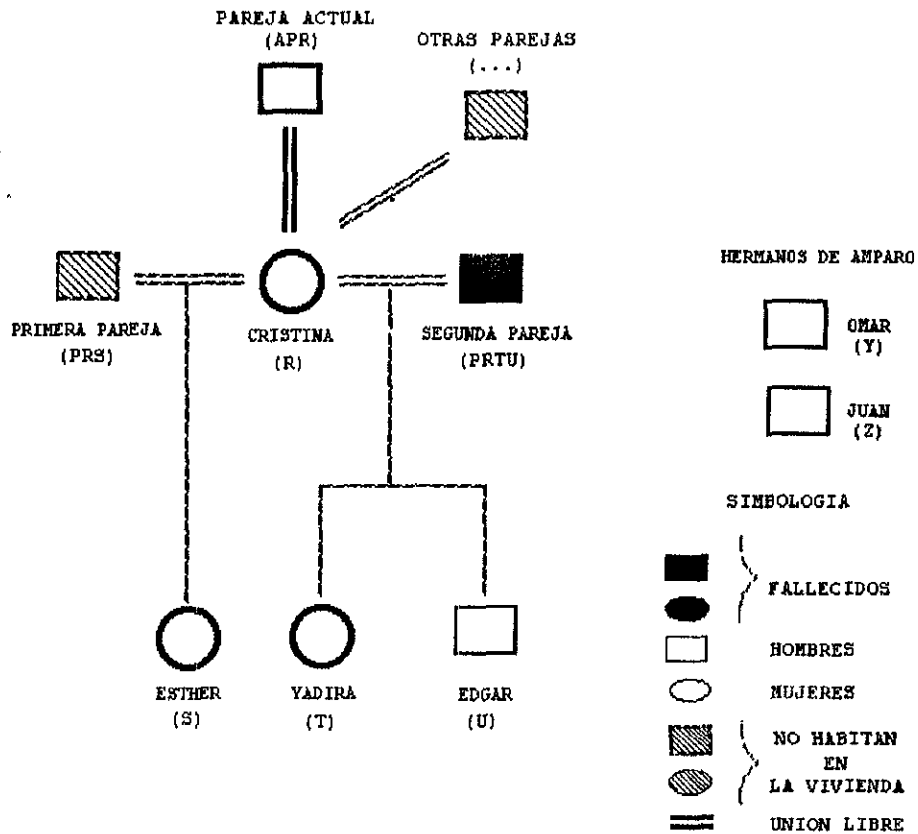 PAREJA ACTUAL
(APR)
OTRAS PAREJAS
(...)
PRIMERA PAREJA
(PRS)
CRISTINA
(R)
SEGUNDA PAREJA
(PRTU)
HERMANOS DE AMPARO
OMAR
(Y)
JUAN
(Z)
ESTHER
(S)
YADIRA
(T)
EDGAR
(U)
SIMBOLOGIA
FALLECIDOS
HOMBRES
MUJERES
NO HABITAN
EN
LA VIVIENDA
UNION LIBRE